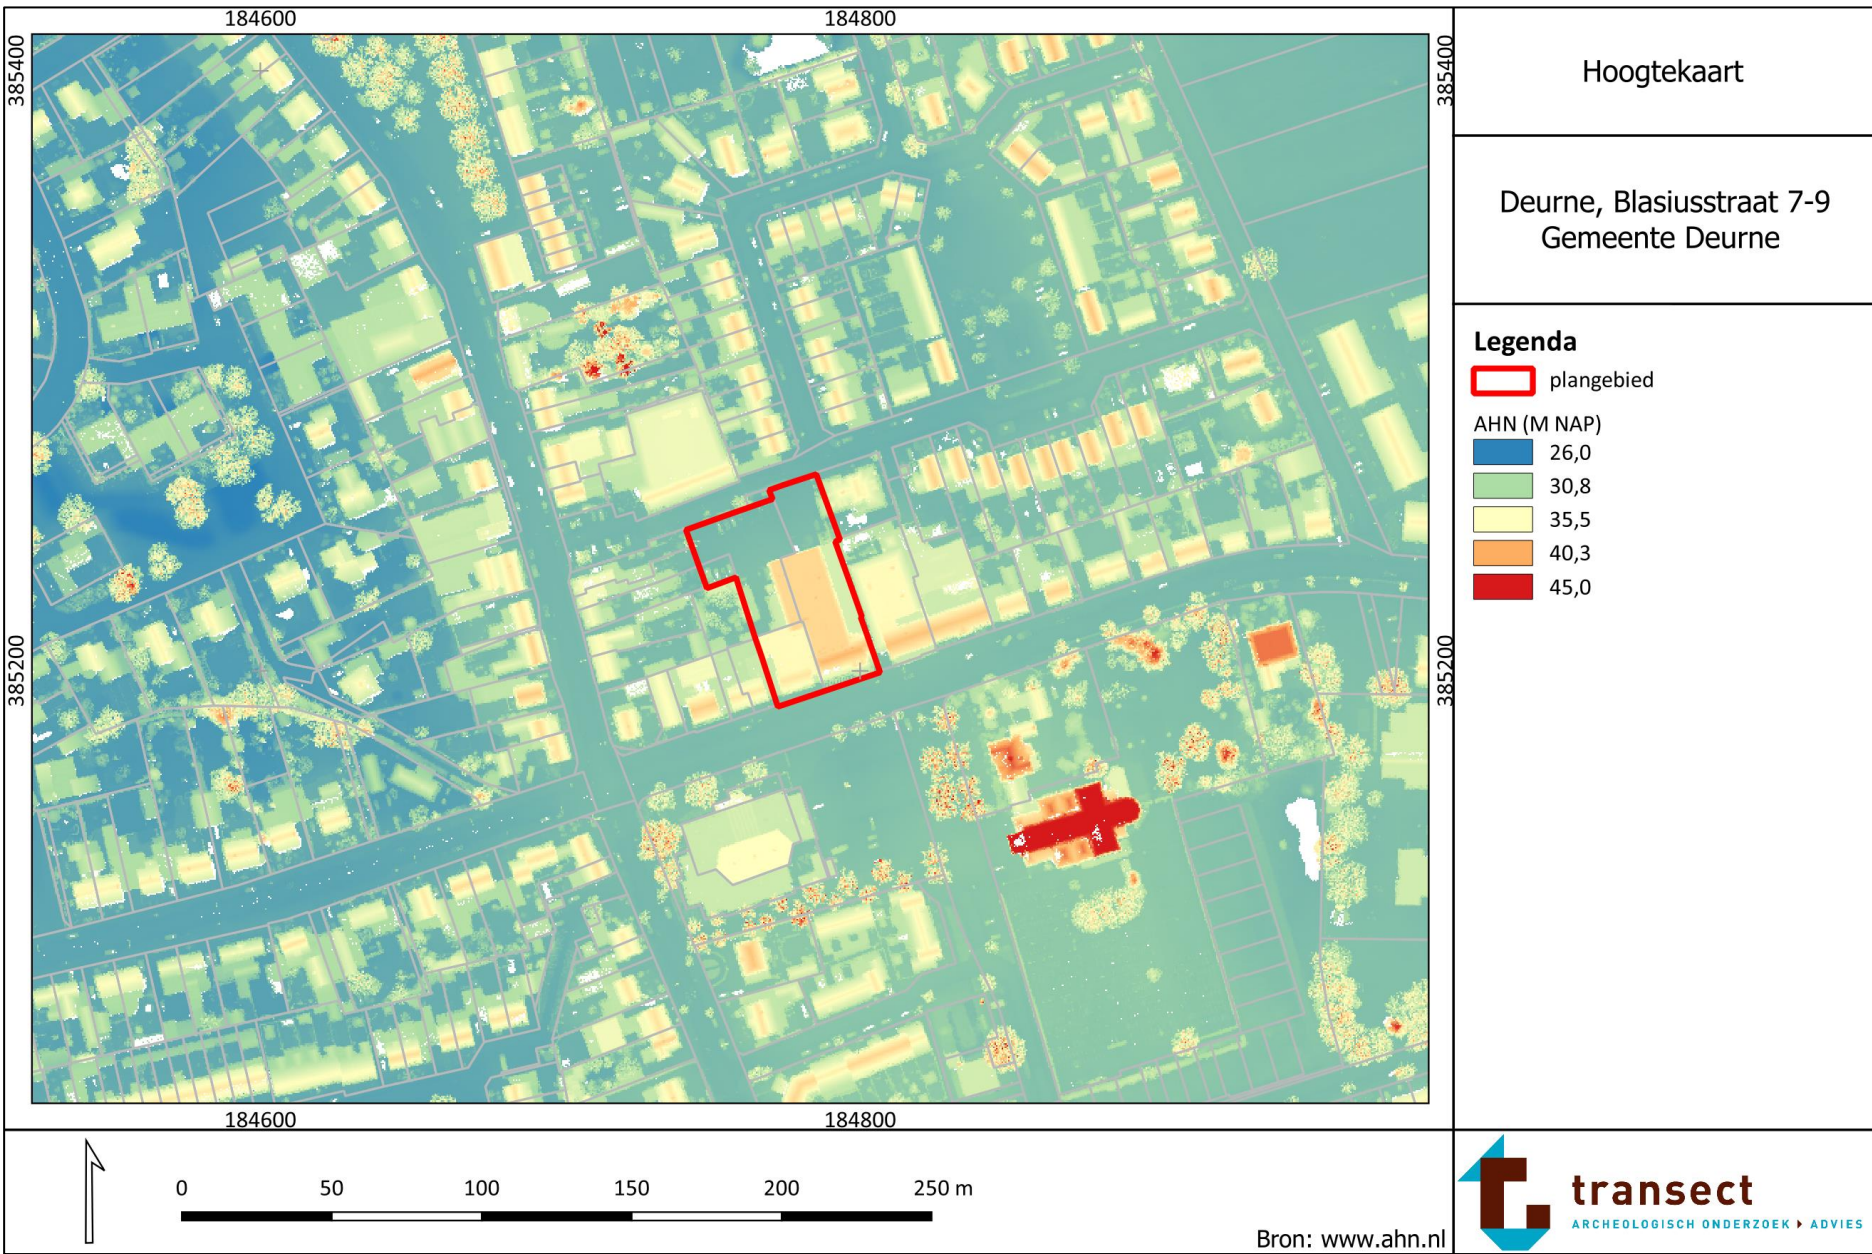 184600
184800
385400
385400
385200
385200
184600
184800
Hoogtekaart
Deurne, Blasiusstraat 7-9
Gemeente Deurne
Legenda
plangebied
AHN (M NAP)
26,0
30,8
35,5
40,3
45,0
0
50
100
150
200
250 m
Bron: www.ahn.nl
transect
ARCHEOLOGISCH ONDERZOEK ▸ ADVIES